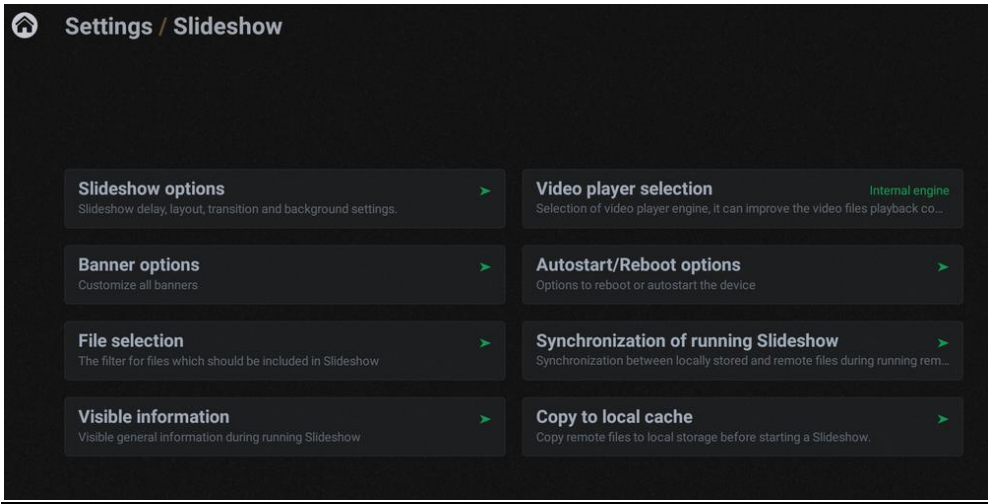 Settings / Slideshow
Slideshow options
Slideshow delay, layout, transition and background settings.
Video player selection
Internal engine
Selection of video player engine, it can improve the video files playback co...
Banner options
Customize all banners
Autostart/Reboot options
Options to reboot or autostart the device
File selection
The filter for files which should be included in Slideshow
Synchronization of running Slideshow
Synchronization between locally stored and remote files during running rem...
Visible information
Visible general information during running Slideshow
Copy to local cache
Copy remote files to local storage before starting a Slideshow.